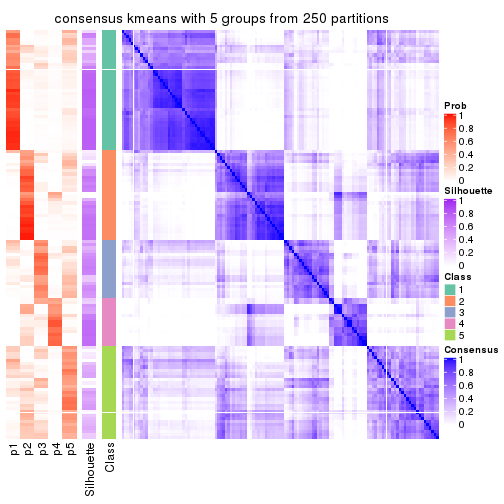 consensus kmeans with 5 groups from 250 partitions
Prob
1
0.8
0.6
0.4
0.2
0
Silhouette
1
0.8
0.6
0.4
0.2
0
Class
1
2
3
4
5
Consensus
1
0.8
0.6
0.4
0.2
0
p1
p2
p3
p4
p5
Silhouette
Class